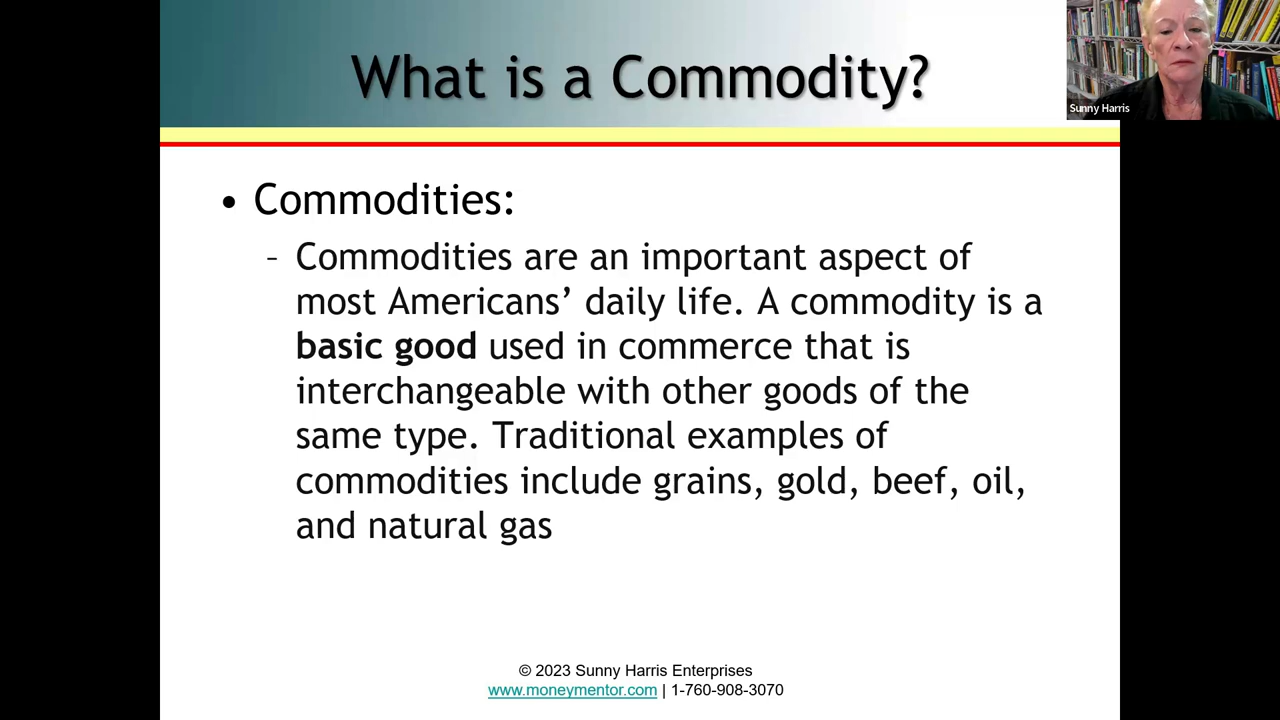 What is a Commodity?
Sunny Harris
• Commodities:
– Commodities are an important aspect of
most Americans’ daily life. A commodity is a
basic good used in commerce that is
interchangeable with other goods of the
same type. Traditional examples of
commodities include grains, gold, beef, oil,
and natural gas
© 2023 Sunny Harris Enterprises
www.moneymentor.com | 1-760-908-3070